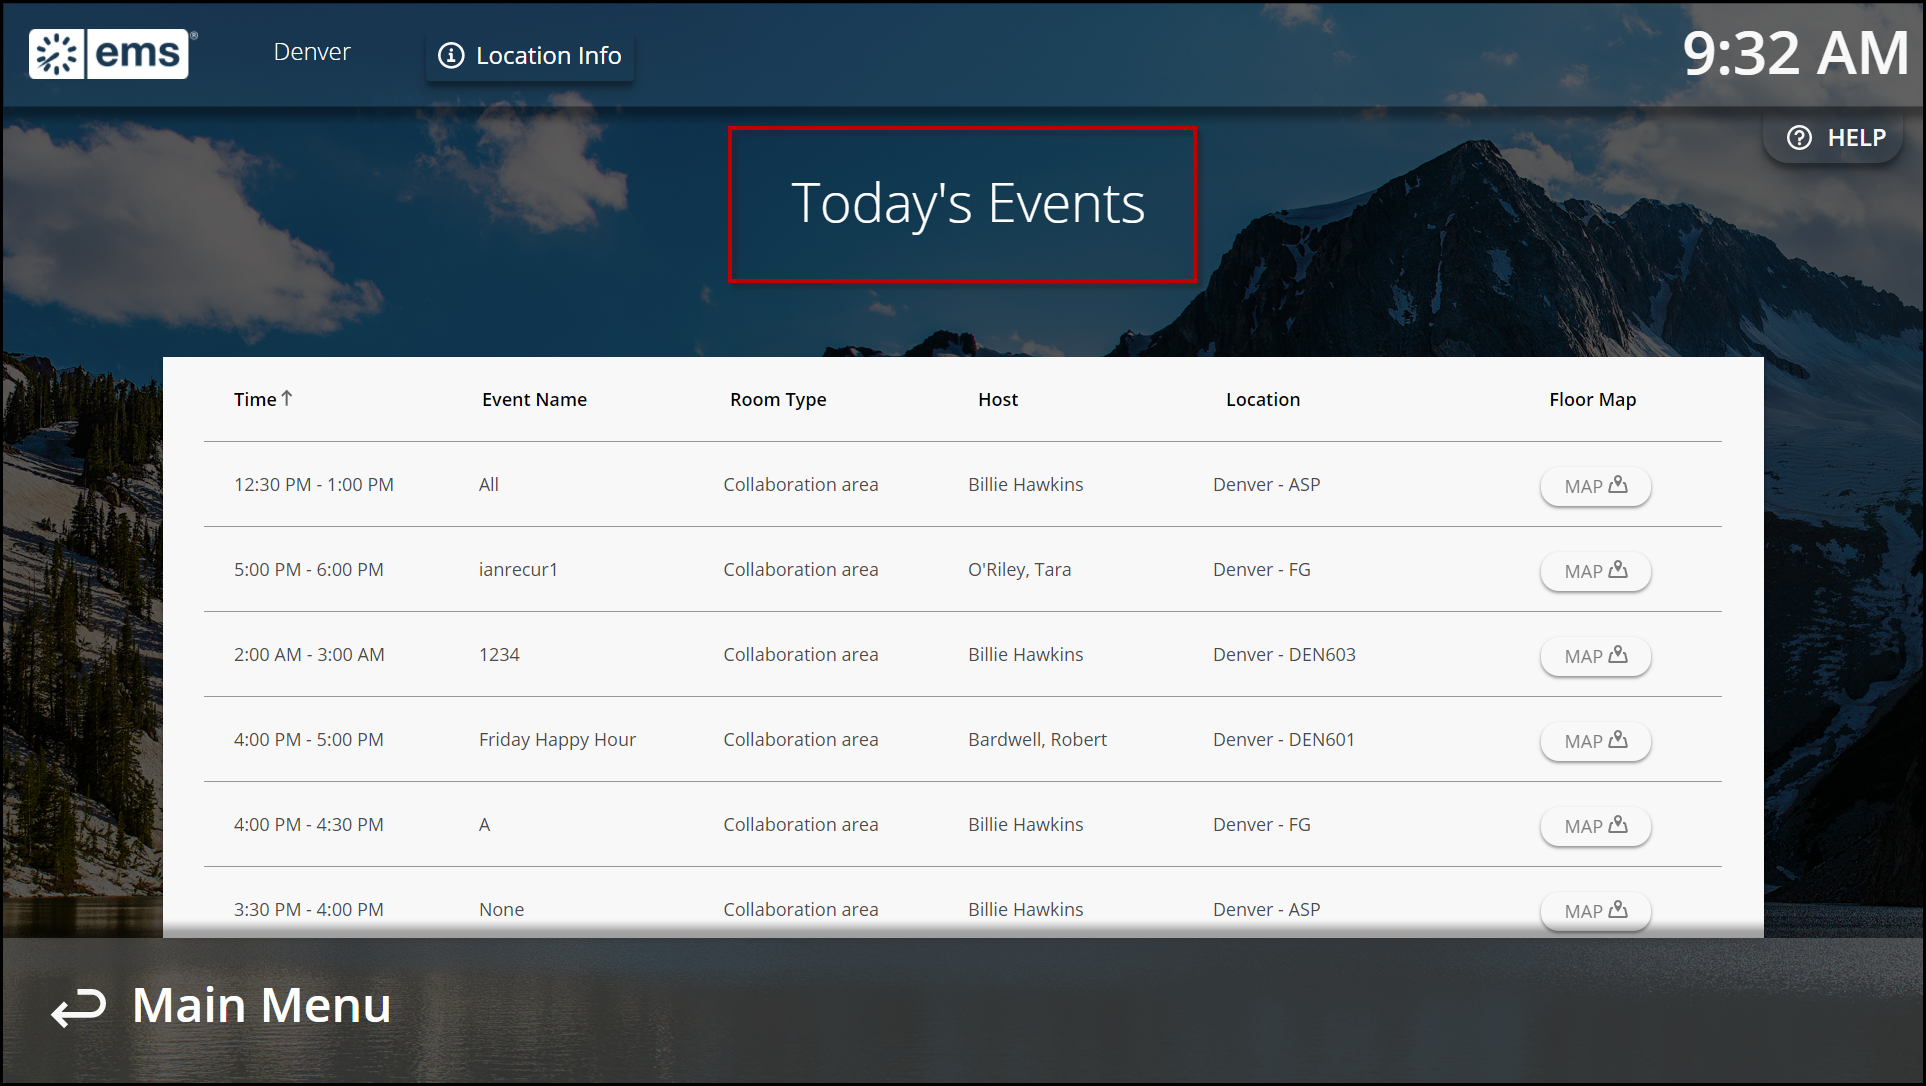 ems®
Denver
Location Info
9:32 AM
HELP
Today's Events
Time Event Name Room Type Host Location Floor Map
12:30 PM - 1:00 PM All Collaboration area Billie Hawkins Denver - ASP MAP
5:00 PM - 6:00 PM ianrecur1 Collaboration area O'Riley, Tara Denver - FG MAP
2:00 AM - 3:00 AM 1234 Collaboration area Billie Hawkins Denver - DEN603 MAP
4:00 PM - 5:00 PM Friday Happy Hour Collaboration area Bardwell, Robert Denver - DEN601 MAP
4:00 PM - 4:30 PM A Collaboration area Billie Hawkins Denver - FG MAP
3:30 PM - 4:00 PM None Collaboration area Billie Hawkins Denver - ASP MAP
Main Menu